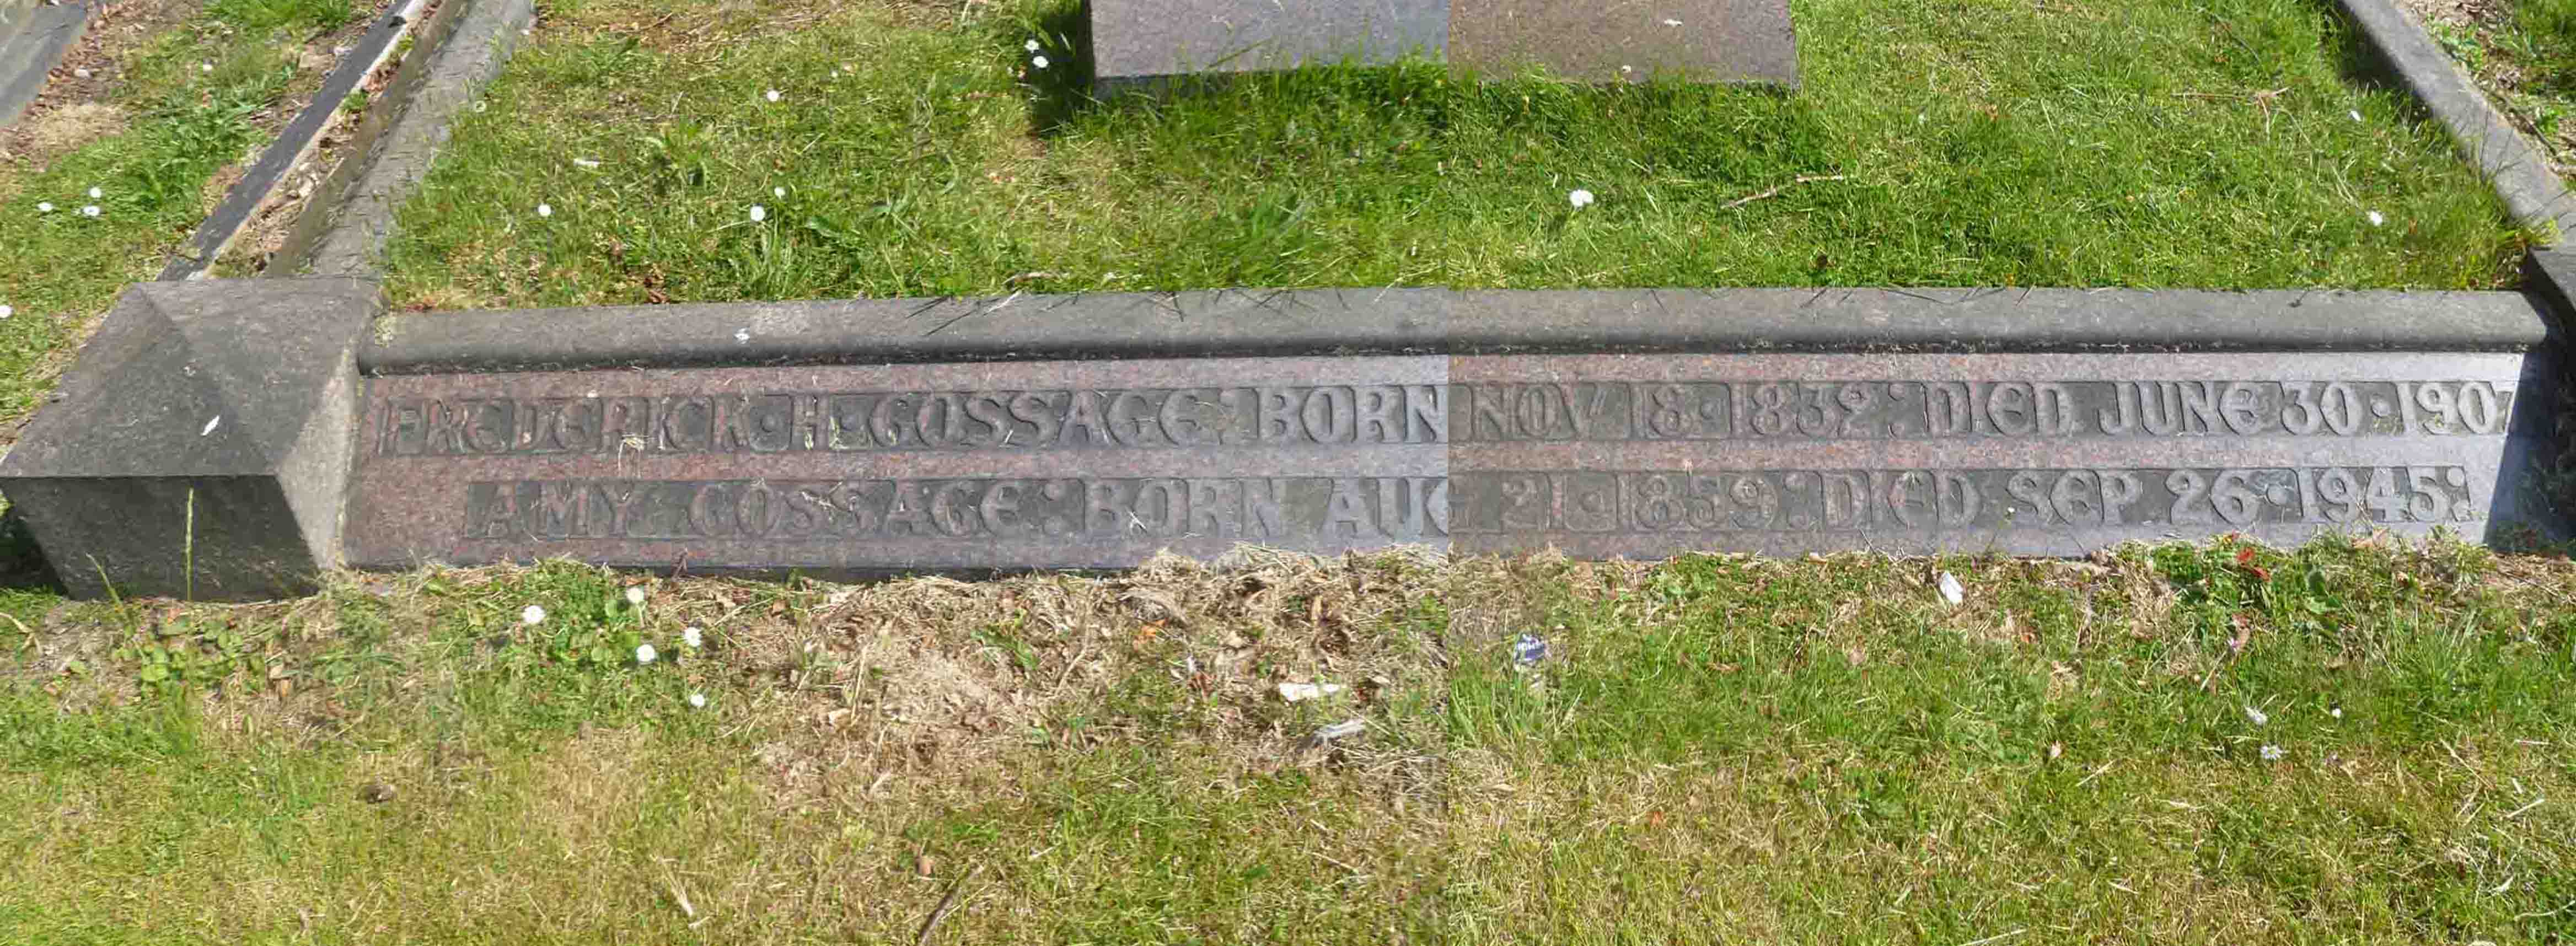 FREDERICK · H · GOSSAGE : BORN NOV 18 · 1832 : DIED JUNE 30 · 1907
AMY GOSSAGE : BORN AUG 21 · 1859 : DIED SEP 26 · 1945 :